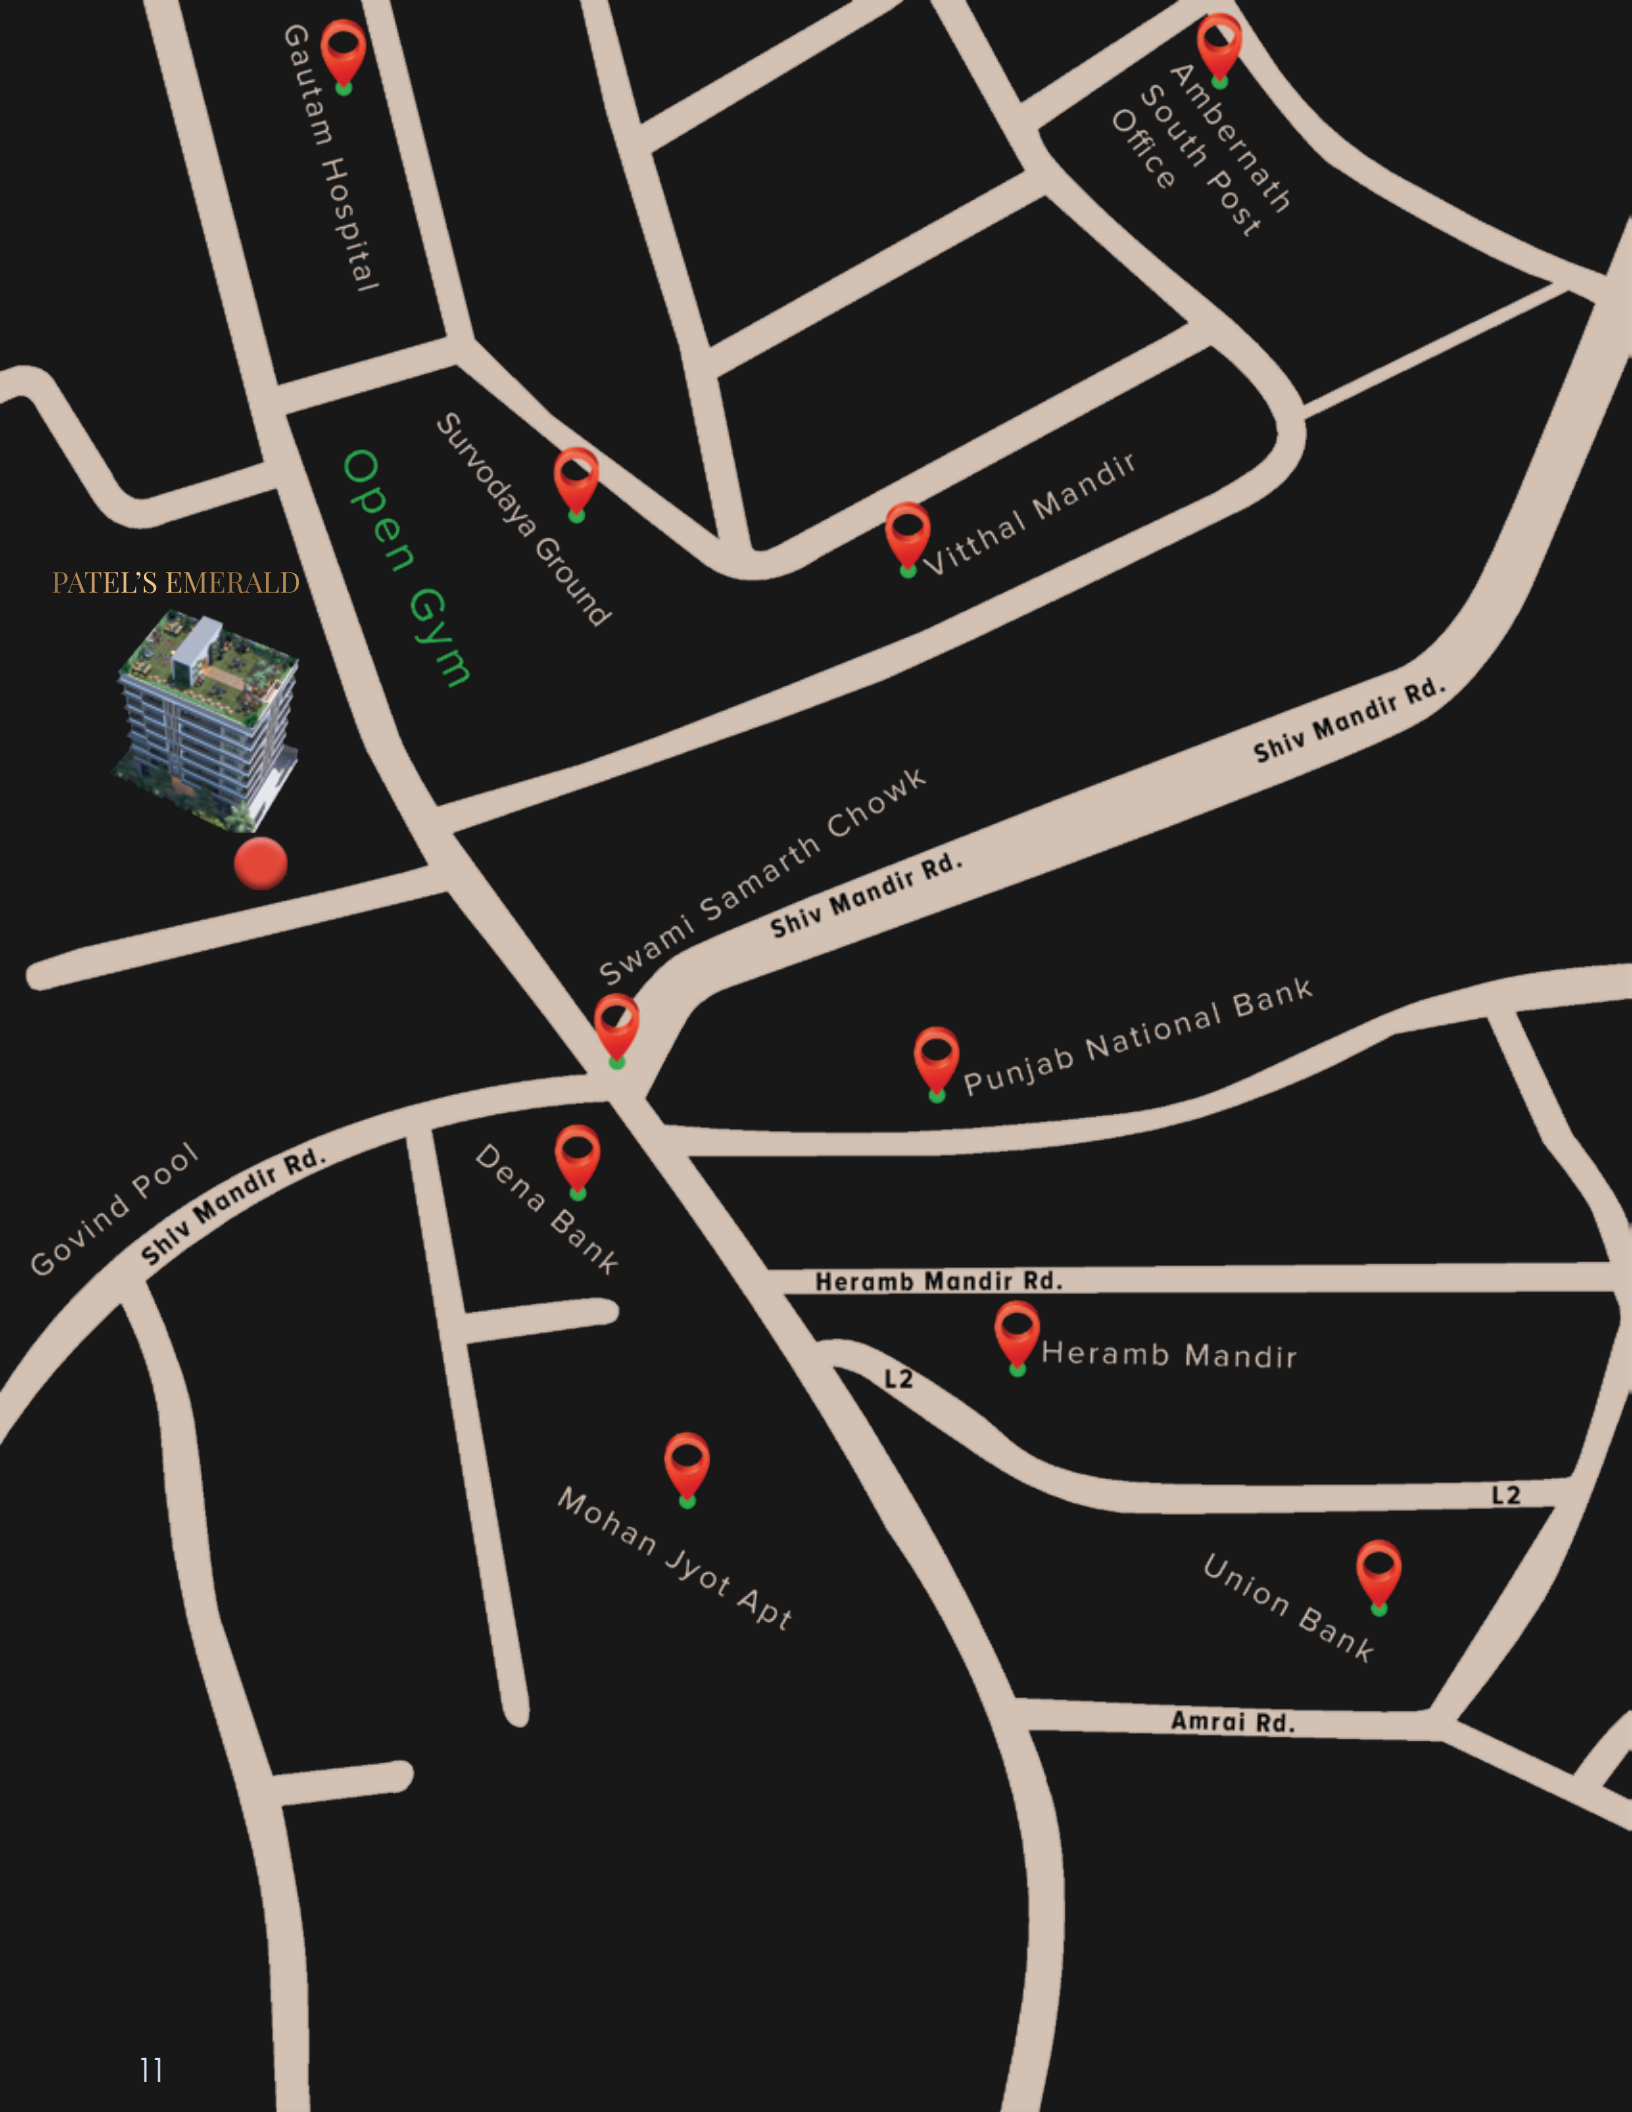 Gautam Hospital
Ambernath
South Post
Office
Survodaya Ground
Open Gym
Vitthal Mandir
PATEL'S EMERALD
Shiv Mandir Rd.
Swami Samarth Chowk
Shiv Mandir Rd.
Punjab National Bank
Govind Pool
Shiv Mandir Rd.
Dena Bank
Heramb Mandir Rd.
Heramb Mandir
L2
L2
Mohan Jyot Apt
Union Bank
Amrai Rd.
11